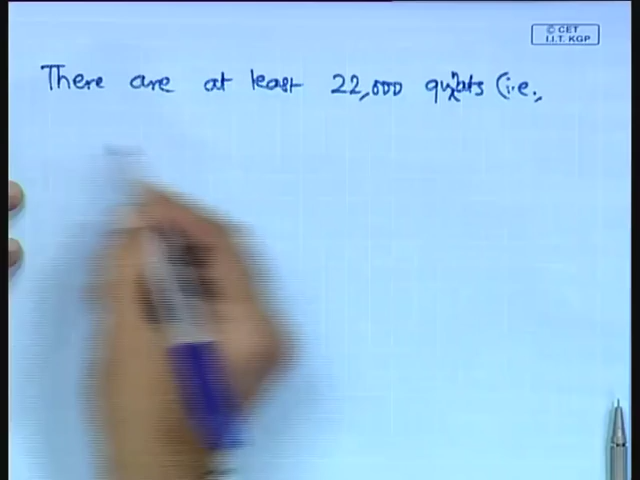 © CET
I.I.T. KGP
There are at least 22,000 (i.e.,